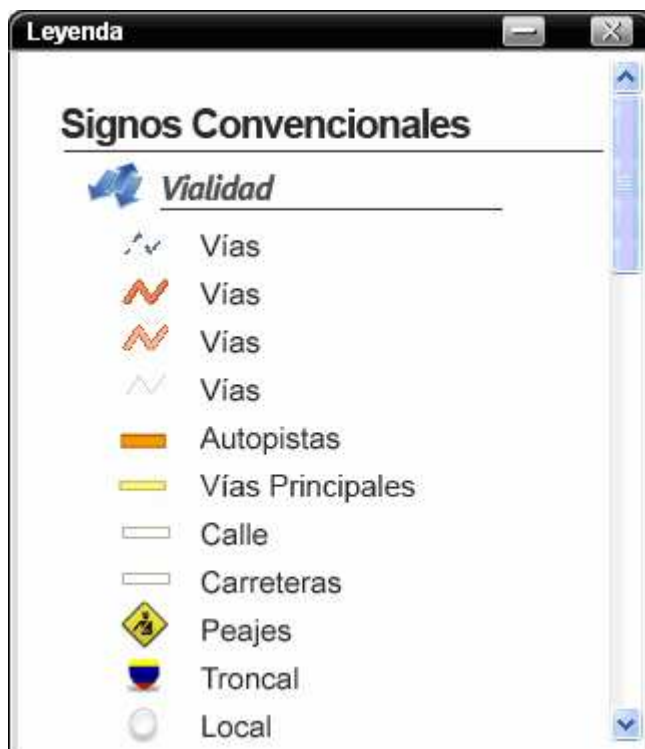 Leyenda
Signos Convencionales
Vialidad
Vías
Vías
Vías
Vías
Autopistas
Vías Principales
Calle
Carreteras
Peajes
Troncal
Local